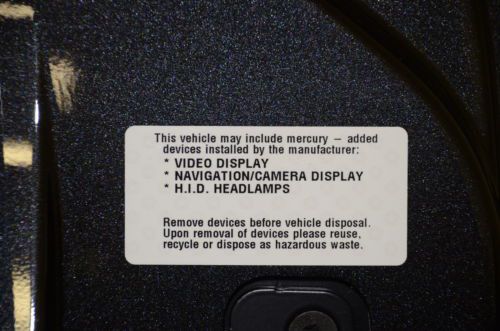 This vehicle may include mercury – added
devices installed by the manufacturer:
* VIDEO DISPLAY
* NAVIGATION/CAMERA DISPLAY
* H.I.D. HEADLAMPS
Remove devices before vehicle disposal.
Upon removal of devices please reuse,
recycle or dispose as hazardous waste.